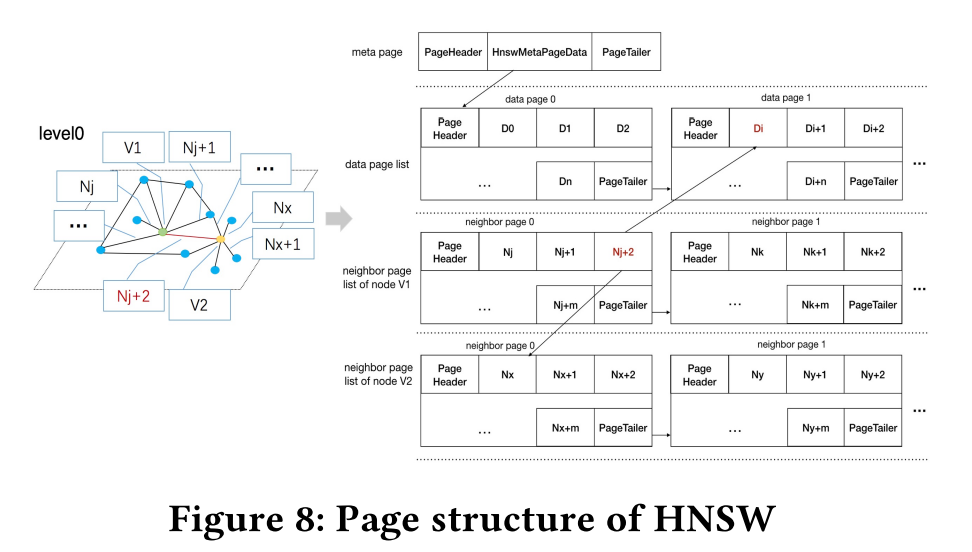 meta page
PageHeader HnswMetaPageData PageTailer
data page 0
data page 1
level0
V1
Nj+1
...
Nj
...
Nx
Nx+1
Nj+2
V2
data page list
Page Header D0 D1 D2
... Dn PageTailer
Page Header Di Di+1 Di+2
... Di+n PageTailer
...
neighbor page 0
neighbor page 1
neighbor page
list of node V1
Page Header Nj Nj+1 Nj+2
... Nj+m PageTailer
Page Header Nk Nk+1 Nk+2
... Nk+m PageTailer
...
neighbor page 0
neighbor page 1
neighbor page
list of node V2
Page Header Nx Nx+1 Nx+2
... Nx+m PageTailer
Page Header Ny Ny+1 Ny+2
... Ny+m PageTailer
...
Figure 8: Page structure of HNSW